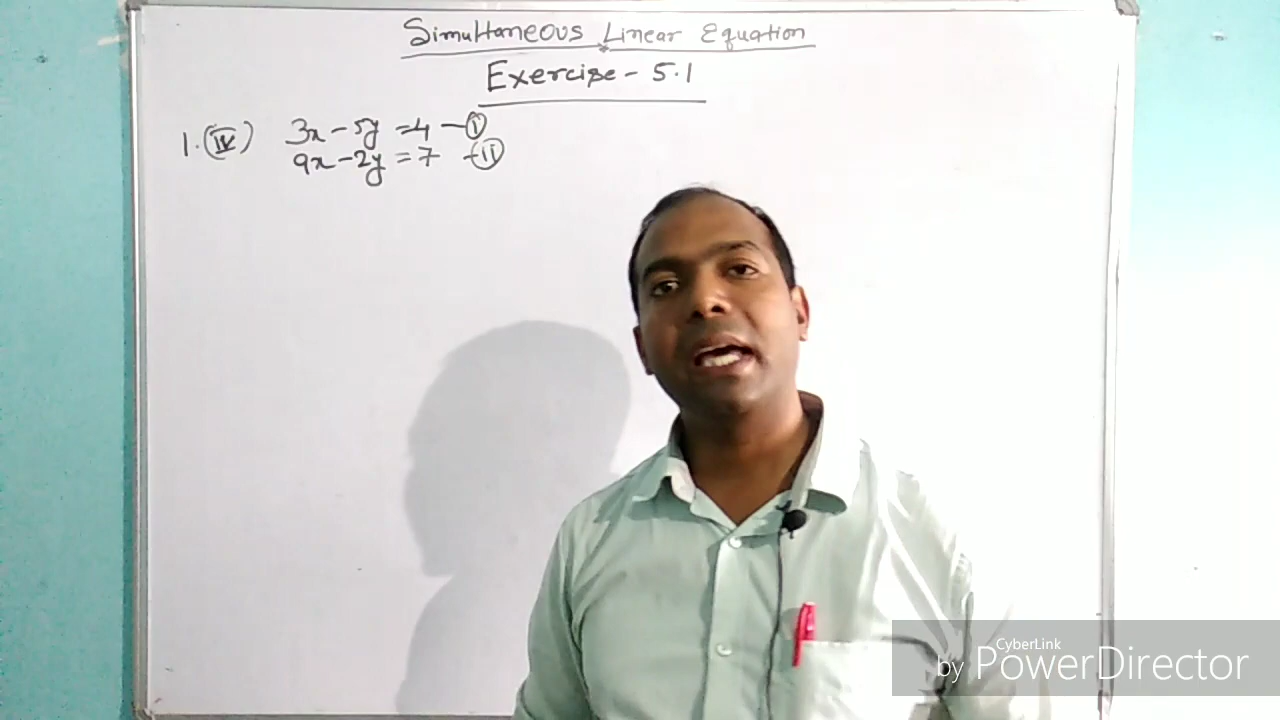 Simultaneous Linear Equation
Exercise - 5.1
1. (IV) 3x - 5y = 4 - (I)
9x - 2y = 7 - (II)
CyberLink
by PowerDirector